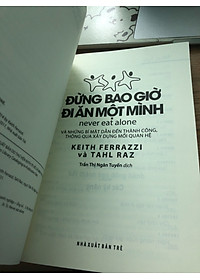 ĐỪNG BAO GIỜ
ĐI ĂN MỘT MÌNH
never eat alone
VÀ NHỮNG BÍ MẬT DẪN ĐẾN THÀNH CÔNG,
THÔNG QUA XÂY DỰNG MỐI QUAN HỆ
KEITH FERRAZZI
và TAHL RAZ
Trần Thị Ngân Tuyến dịch
NHÀ XUẤT BẢN TRẺ